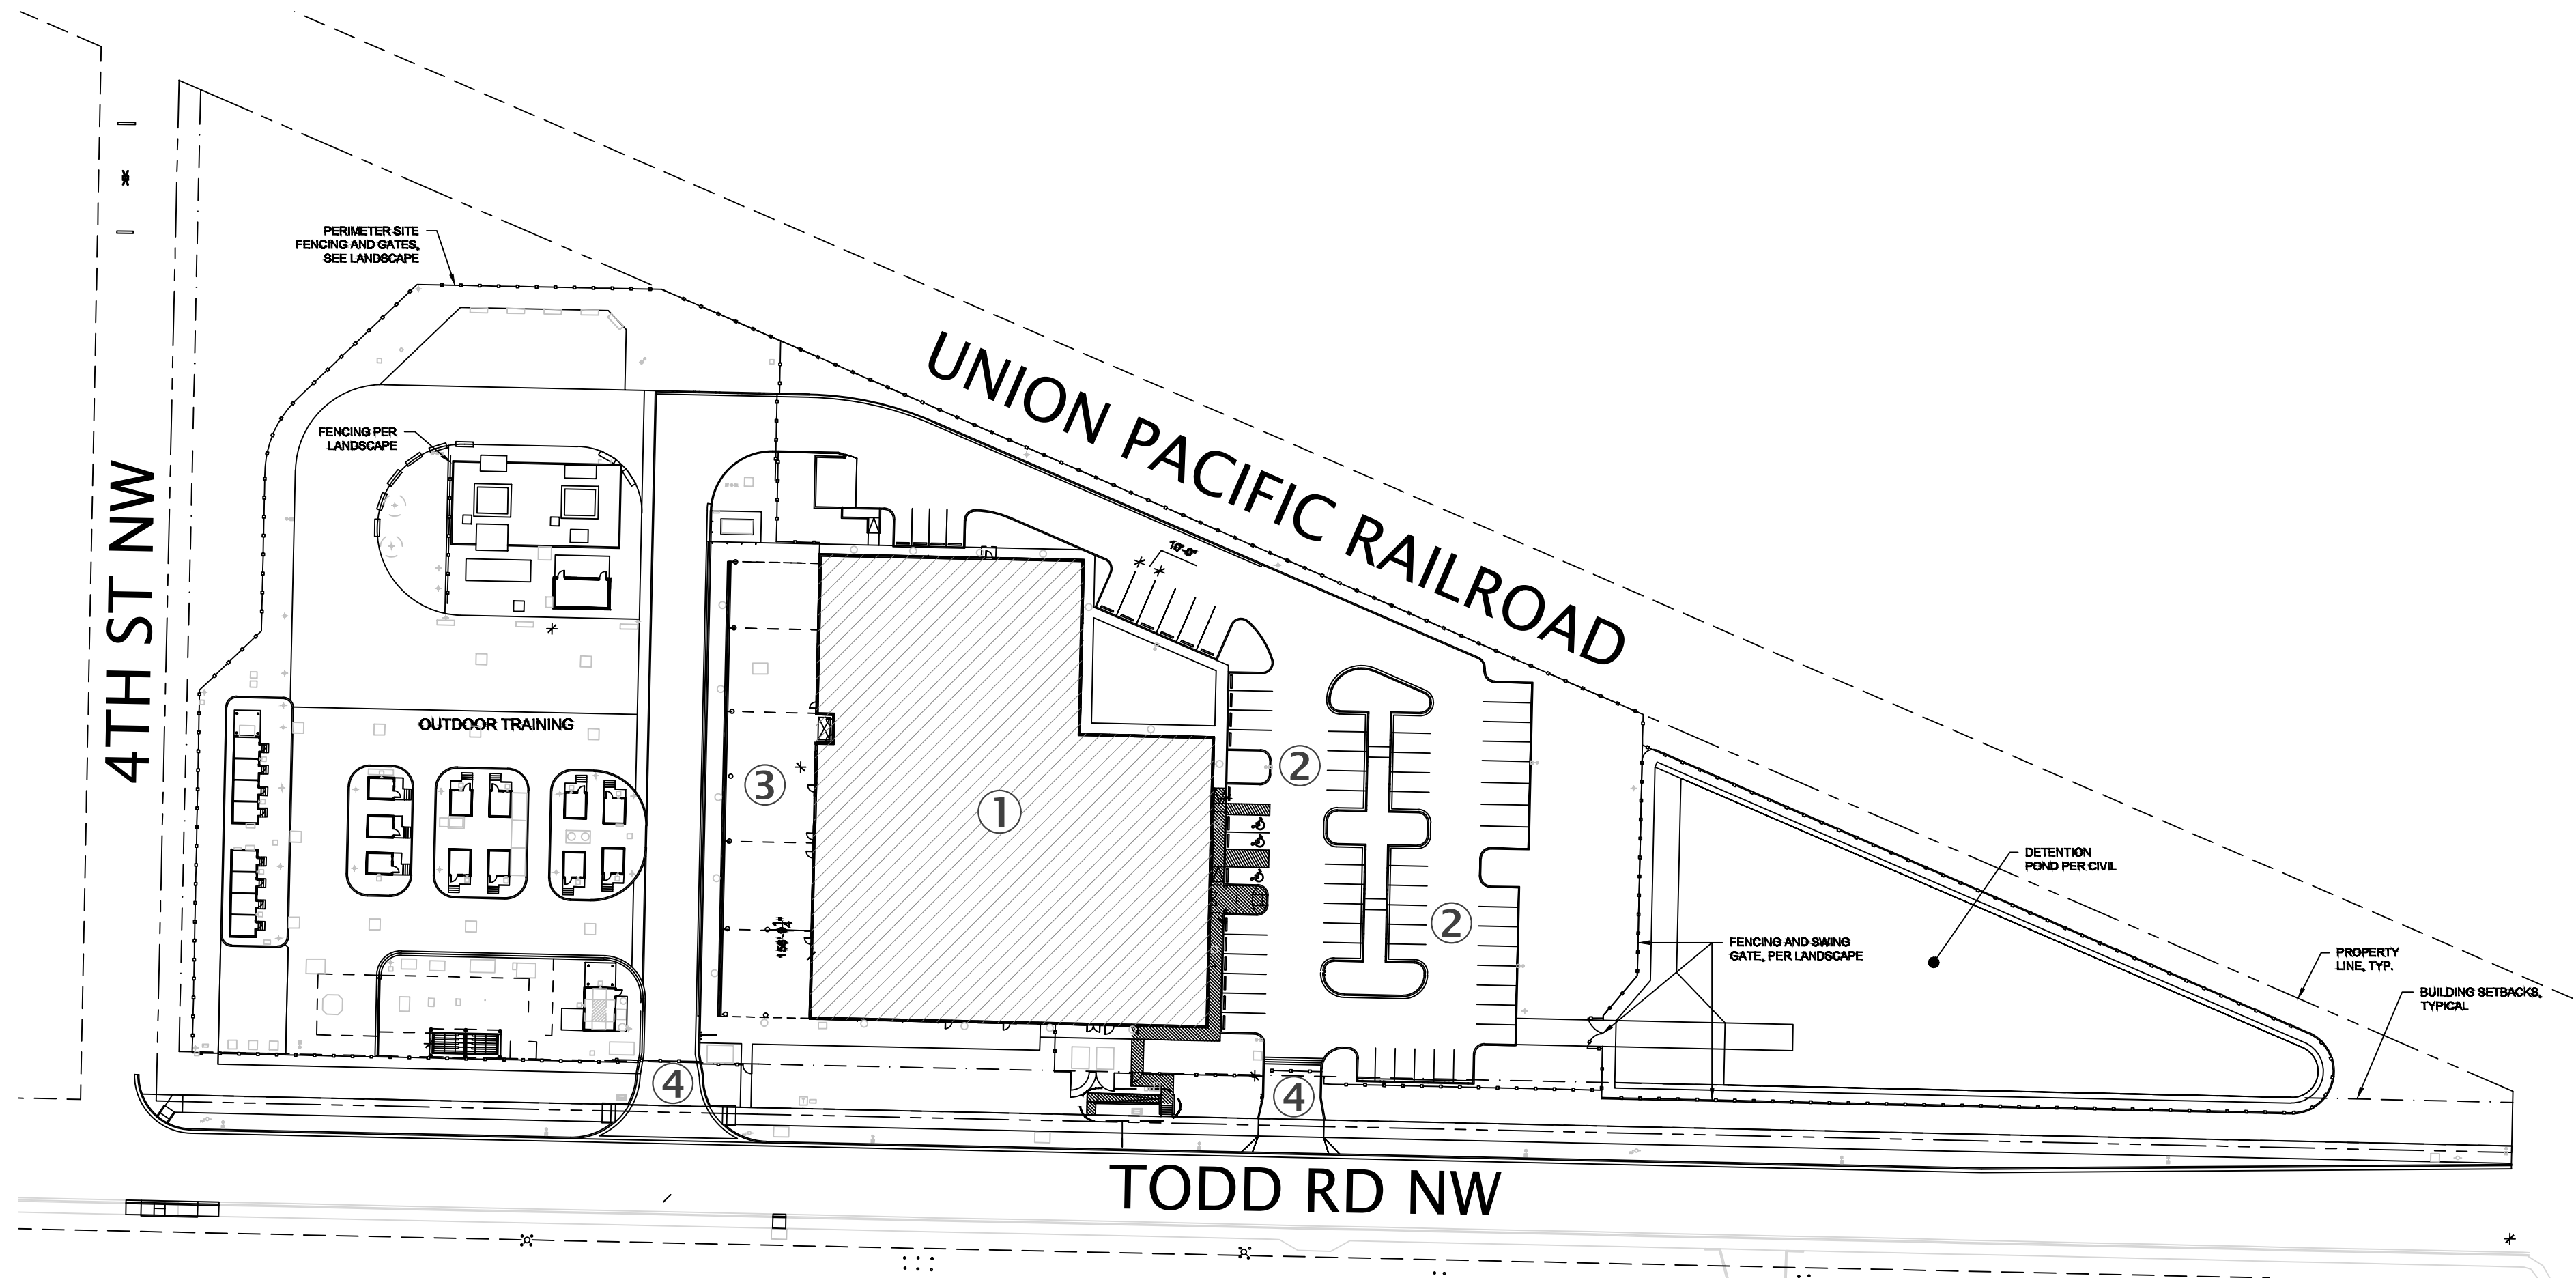 PERIMETER SITE
FENCING AND GATES,
SEE LANDSCAPE
UNION PACIFIC RAILROAD
FENCING PER
LANDSCAPE
4TH ST NW
10'-0"
OUTDOOR TRAINING
2
3
1
DETENTION
POND PER CIVIL
2
FENCING AND SWING
GATE, PER LANDSCAPE
PROPERTY
LINE, TYP.
BUILDING SETBACKS,
TYPICAL
4
4
TODD RD NW